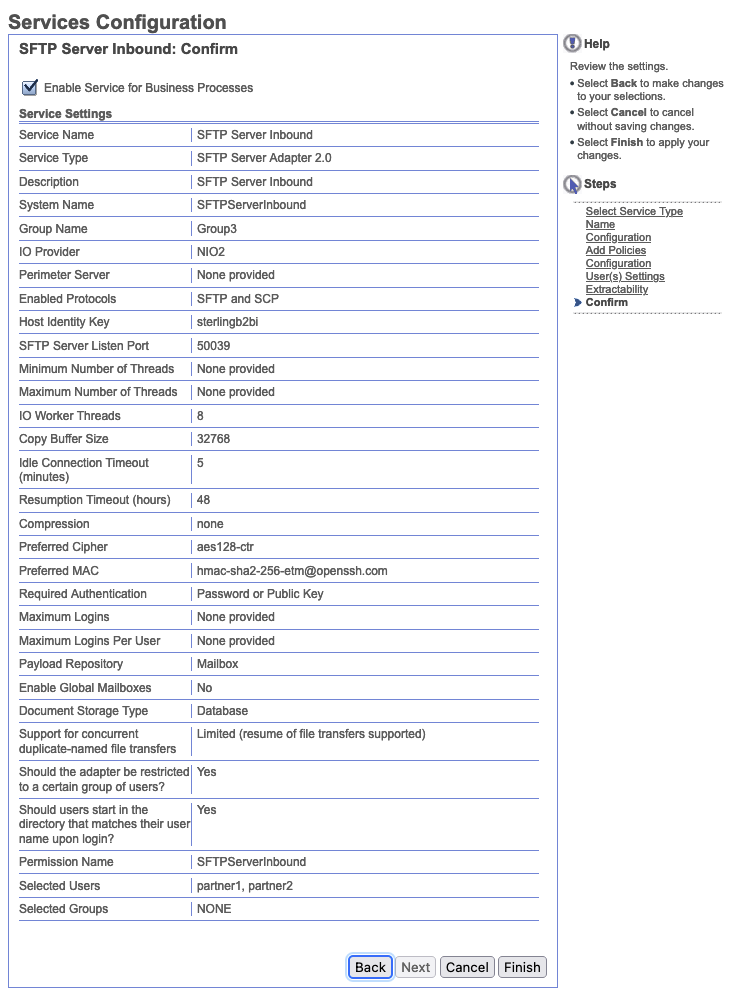 Services Configuration
SFTP Server Inbound: Confirm
Enable Service for Business Processes
Service Settings
Service Name SFTP Server Inbound
Service Type SFTP Server Adapter 2.0
Description SFTP Server Inbound
System Name SFTPServerInbound
Group Name Group3
IO Provider NIO2
Perimeter Server None provided
Enabled Protocols SFTP and SCP
Host Identity Key sterlingb2bi
SFTP Server Listen Port 50039
Minimum Number of Threads None provided
Maximum Number of Threads None provided
IO Worker Threads 8
Copy Buffer Size 32768
Idle Connection Timeout 5
(minutes)
Resumption Timeout (hours) 48
Compression none
Preferred Cipher aes128-ctr
Preferred MAC hmac-sha2-256-etm@openssh.com
Required Authentication Password or Public Key
Maximum Logins None provided
Maximum Logins Per User None provided
Payload Repository Mailbox
Enable Global Mailboxes No
Document Storage Type Database
Support for concurrent Limited (resume of file transfers supported)
duplicate-named file transfers
Should the adapter be restricted Yes
to a certain group of users?
Should users start in the Yes
directory that matches their user
name upon login?
Permission Name SFTPServerInbound
Selected Users partner1, partner2
Selected Groups NONE
Back Next Cancel Finish
Help
Review the settings.
• Select Back to make changes
to your selections.
• Select Cancel to cancel
without saving changes.
• Select Finish to apply your
changes.
Steps
Select Service Type
Name
Configuration
Add Policies
Configuration
User(s) Settings
Extractability
Confirm